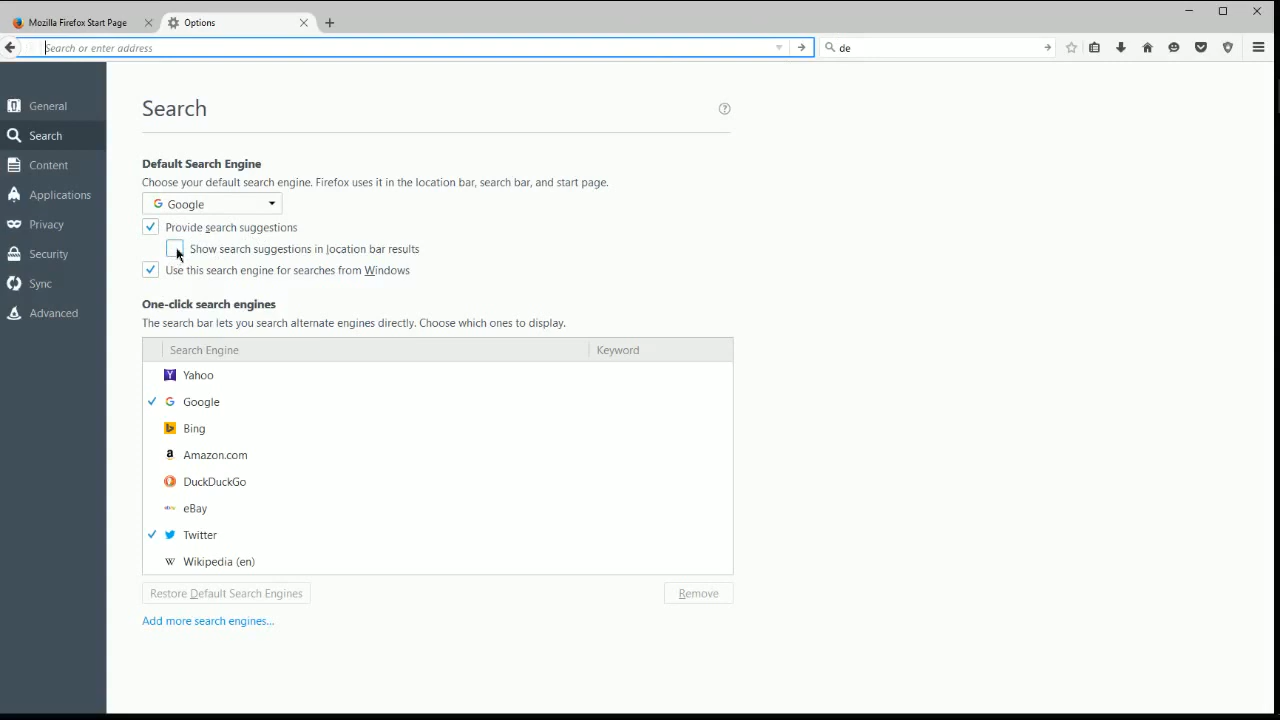 Mozilla Firefox Start Page
Options
Search or enter address
de
General
Search
Content
Applications
Privacy
Security
Sync
Advanced
Search
Default Search Engine
Choose your default search engine. Firefox uses it in the location bar, search bar, and start page.
Google
Provide search suggestions
Show search suggestions in location bar results
Use this search engine for searches from Windows
One-click search engines
The search bar lets you search alternate engines directly. Choose which ones to display.
Search Engine Keyword
Yahoo
Google
Bing
Amazon.com
DuckDuckGo
eBay
Twitter
Wikipedia (en)
Restore Default Search Engines Remove
Add more search engines...